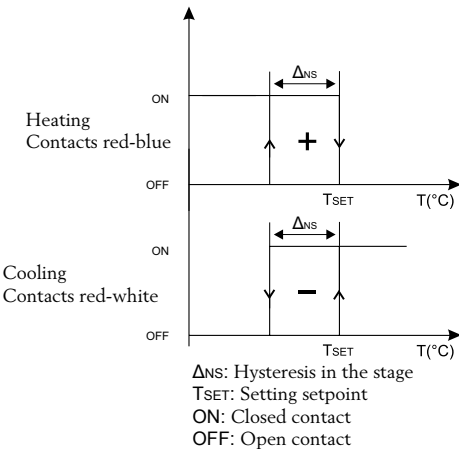 ΔNS
ON
Heating
Contacts red-blue
+
OFF
TSET
T(°C)
ΔNS
ON
Cooling
Contacts red-white
−
OFF
TSET
T(°C)
ΔNS: Hysteresis in the stage
TSET: Setting setpoint
ON: Closed contact
OFF: Open contact